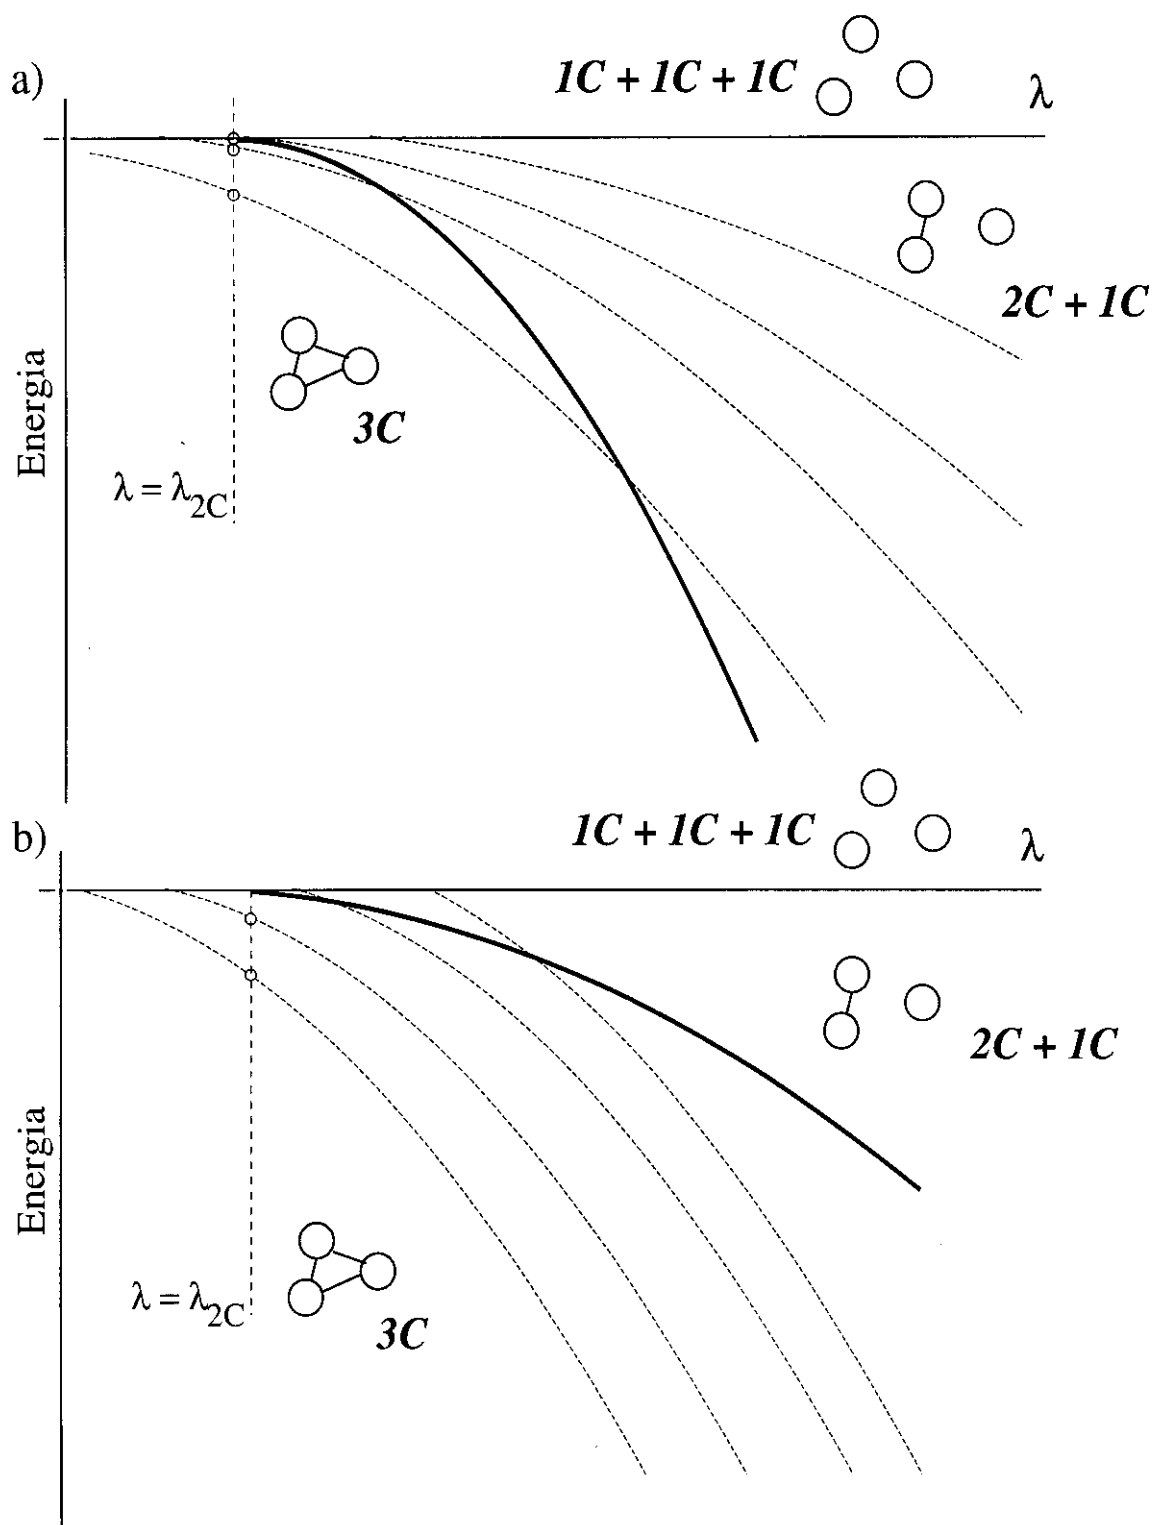 a)
1C + 1C + 1C
λ
2C + 1C
Energia
3C
λ = λ2C
b)
1C + 1C + 1C
λ
2C + 1C
Energia
λ = λ2C
3C